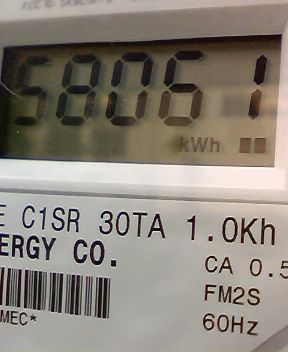 58061
kWh
E C1SR 30TA 1.0Kh
ERGY CO.
CA 0.5
FM2S
MEC*
60Hz